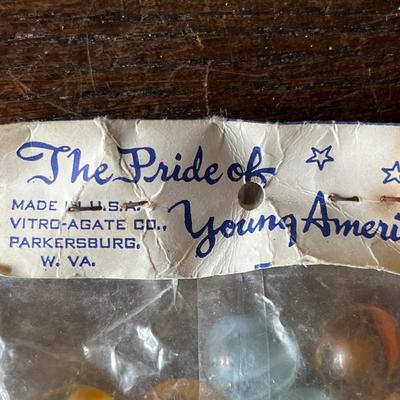 The Pride of
Young Ameri
MADE IN U.S.A.
VITRO-AGATE CO.,
PARKERSBURG,
W. VA.